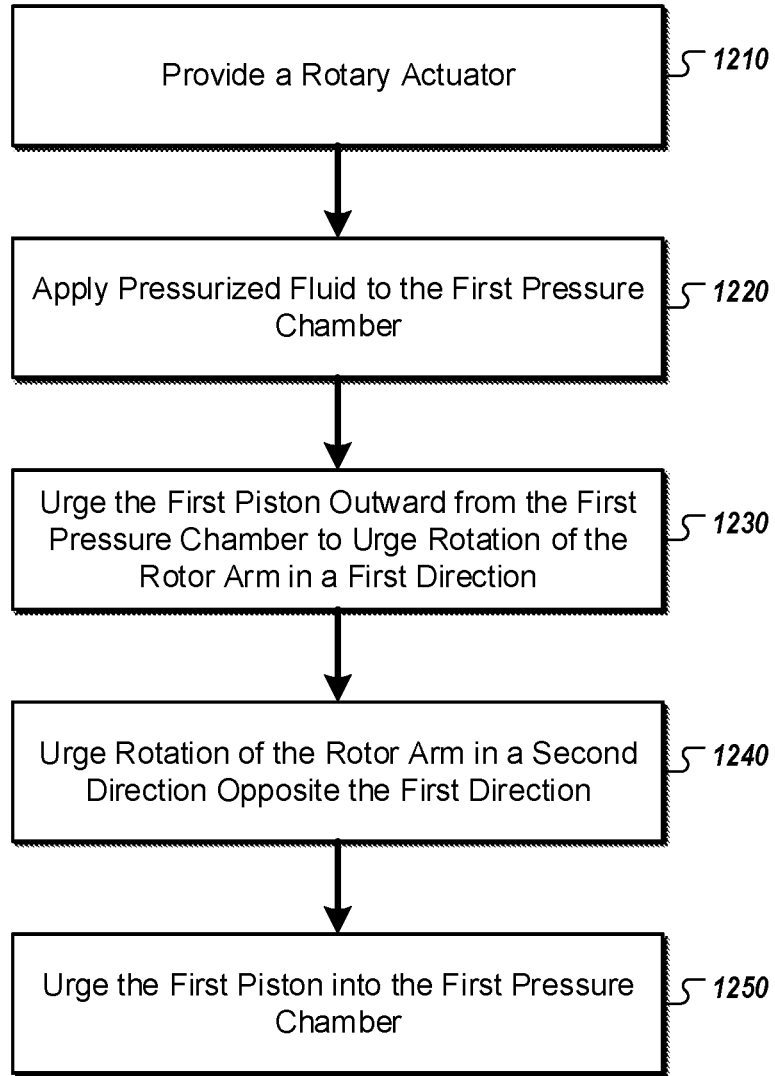 Provide a Rotary Actuator
1210
Apply Pressurized Fluid to the First Pressure
Chamber
1220
Urge the First Piston Outward from the First
Pressure Chamber to Urge Rotation of the
Rotor Arm in a First Direction
1230
Urge Rotation of the Rotor Arm in a Second
Direction Opposite the First Direction
1240
Urge the First Piston into the First Pressure
Chamber
1250